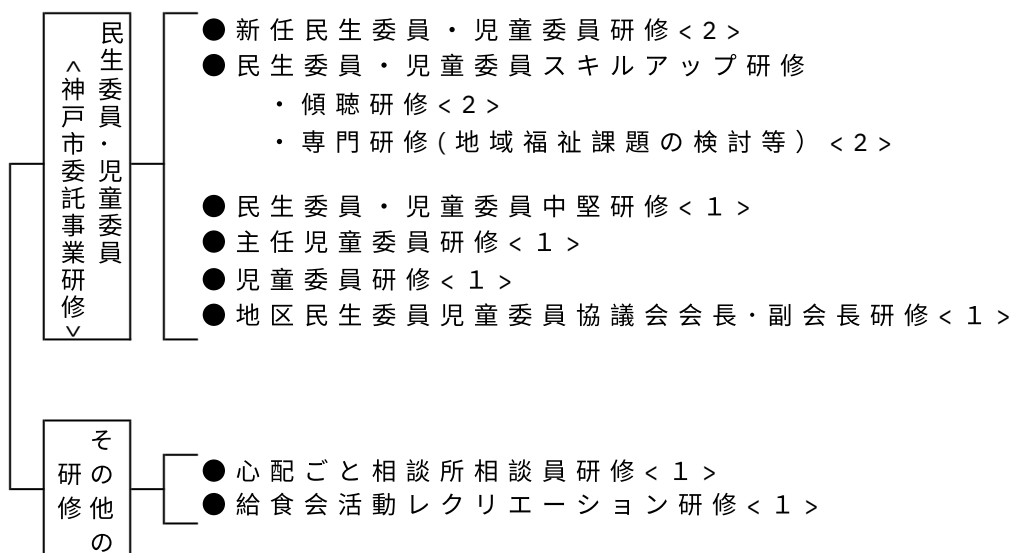 民生委員・児童委員
<神戸市委託事業研修>
●新任民生委員・児童委員研修<2>
●民生委員・児童委員スキルアップ研修
・傾聴研修<2>
・専門研修(地域福祉課題の検討等)<2>
●民生委員・児童委員中堅研修<1>
●主任児童委員研修<1>
●児童委員研修<1>
●地区民生委員児童委員協議会会長・副会長研修<1>
その他の
研修
●心配ごと相談所相談員研修<1>
●給食会活動レクリエーション研修<1>